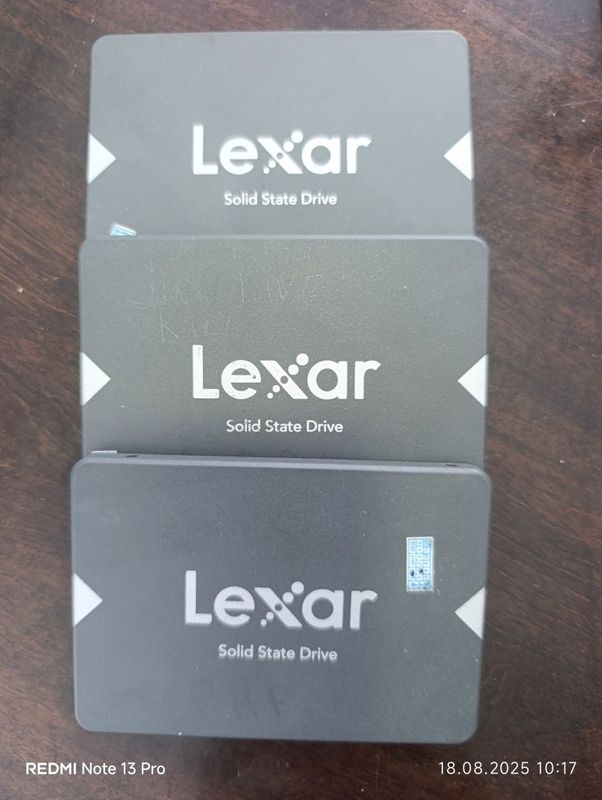 Lexar
Solid State Drive
LIVE
Lexar
Solid State Drive
Lexar
Solid State Drive
REDMI Note 13 Pro
18.08.2025 10:17